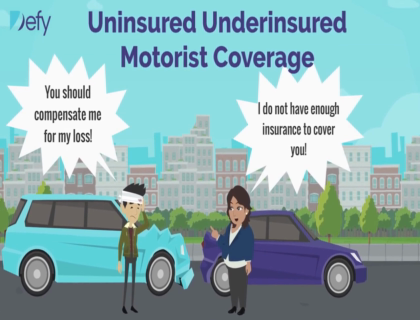 Defy
Uninsured Underinsured
Motorist Coverage
You should
compensate me
for my loss!
I do not have enough
insurance to cover
you!